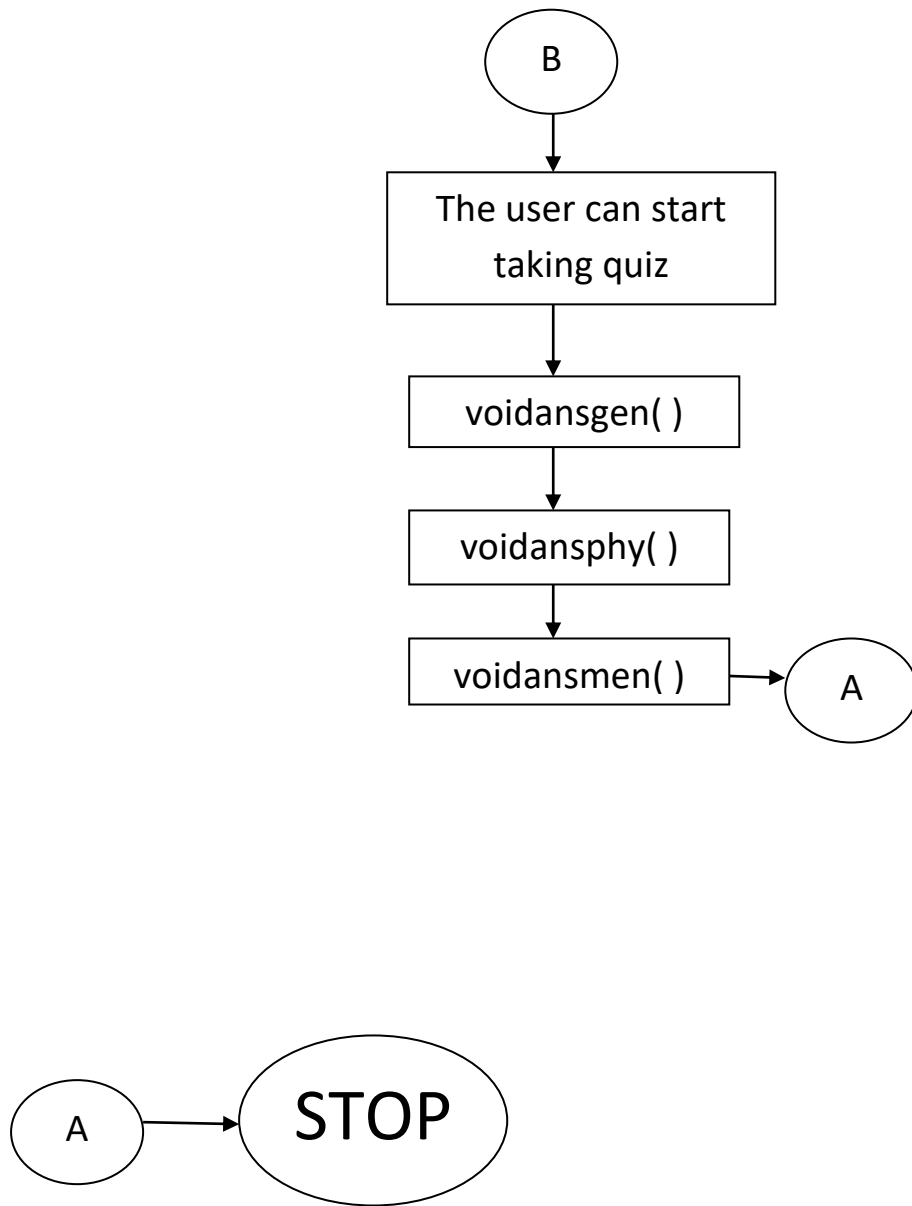 B
The user can start
taking quiz
voidansgen( )
voidansphy( )
voidansmen( )
A
A
STOP